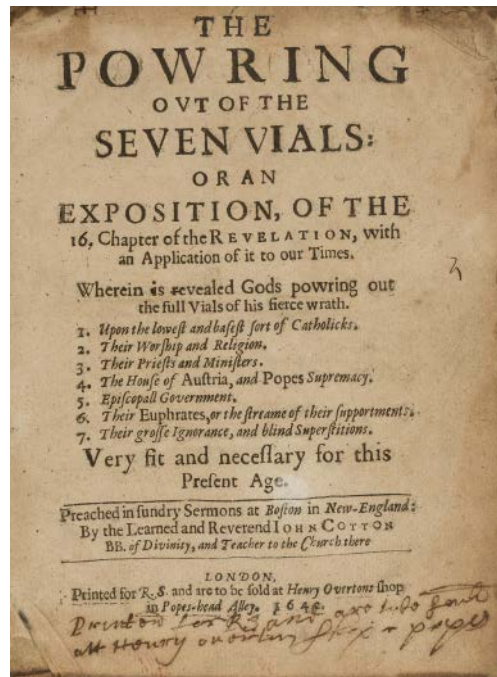 THE
POWRING
OVT OF THE
SEVEN VIALS:
OR AN
EXPOSITION, OF THE
16, Chapter of the REVELATION, with
an Application of it to our Times.
Wherein is revealed Gods powring out
the full Vials of his fierce wrath.
1. Upon the loweſt and baſeſt ſort of Catholicks.
2. Their Worſhip and Religion.
3. Their Prieſts and Miniſters.
4. The Houſe of Auſtria, and Popes Supremacy.
5. Epiſcopall Government.
6. Their Euphrates, or the ſtreame of their ſupportments.
7. Their groſſe Ignorance, and blind Superſtitions.
Very fit and neceſſary for this
Preſent Age.
Preached in ſundry Sermons at Boſton in New-England:
By the Learned and Reverend IOHN COTTON
BB. of Divinity, and Teacher to the Church there
LONDON,
Printed for R.S. and are to be ſold at Henry Overtons ſhop
in Popes-head Alley. 1642.
Printed for RS and are to be
att Henry overton pope